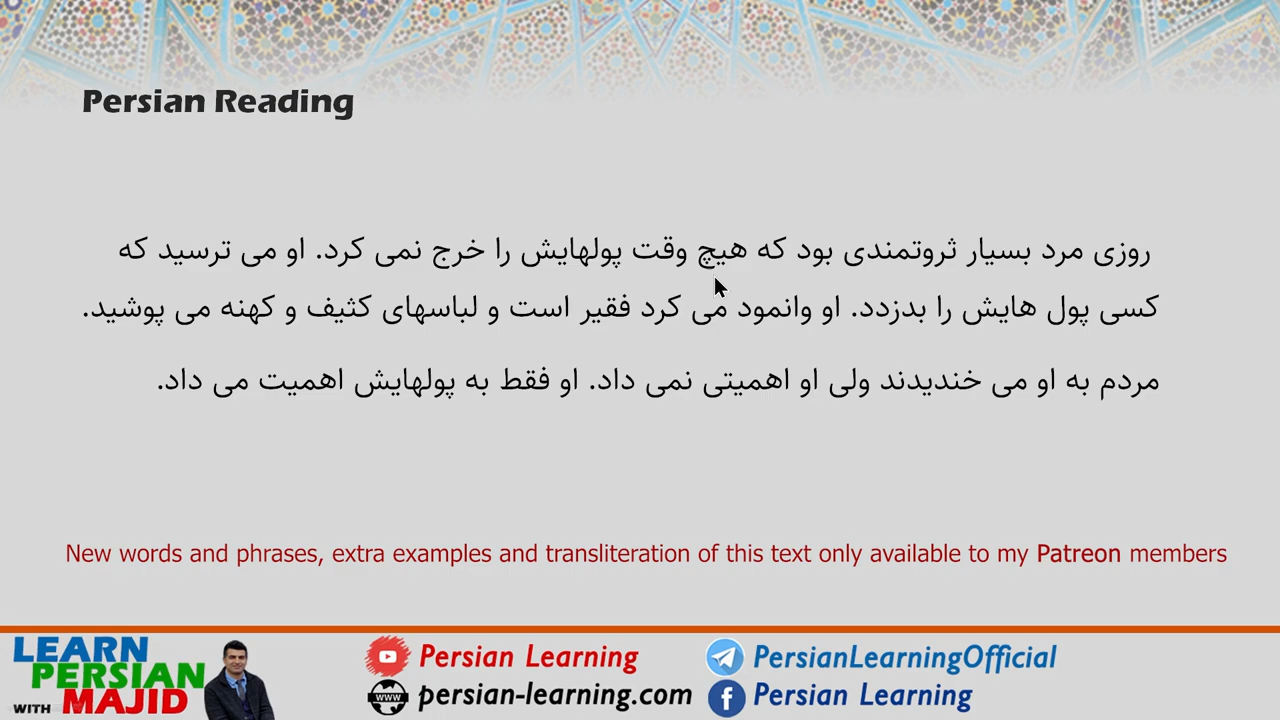 Persian Reading
روزی مرد بسیار ثروتمندی بود که هیچ وقت پولهایش را خرج نمی کرد. او می ترسید که
کسی پول هایش را بدزدد. او وانمود می کرد فقیر است و لباسهای کثیف و کهنه می پوشید.
مردم به او می خندیدند ولی او اهمیتی نمی داد. او فقط به پولهایش اهمیت می داد.
New words and phrases, extra examples and transliteration of this text only available to my Patreon members
LEARN
PERSIAN
WITH MAJID
Persian Learning
www persian-learning.com
PersianLearningOfficial
Persian Learning